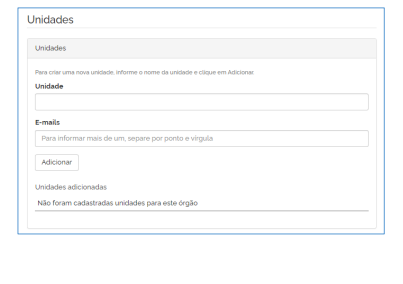 Unidades
Unidades
Para criar uma nova unidade, informe o nome da unidade e clique em Adicionar.
Unidade
E-mails
Para informar mais de um, separe por ponto e vírgula
Adicionar
Unidades adicionadas
Não foram cadastradas unidades para este órgão